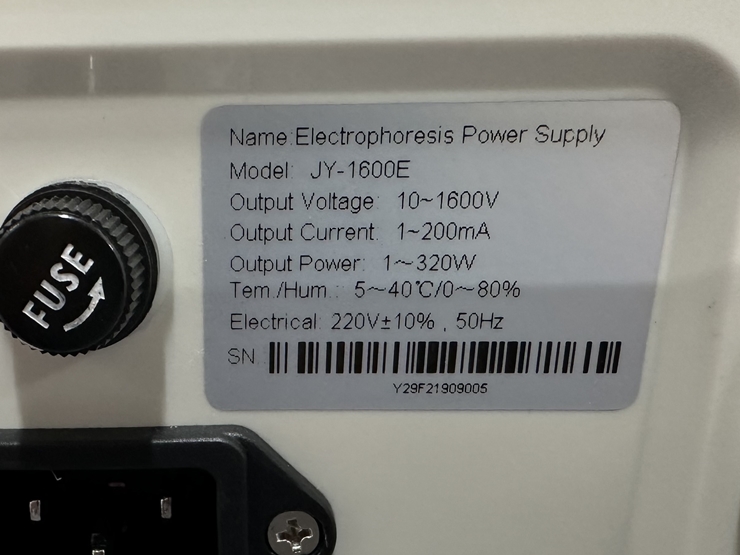 Name:Electrophoresis Power Supply
Model: JY-1600E
Output Voltage: 10~1600V
Output Current: 1~200mA
Output Power: 1~320W
Tem./Hum.: 5~40℃/0~80%
Electrical: 220V±10% , 50Hz
SN
Y29F21909005
FUSE